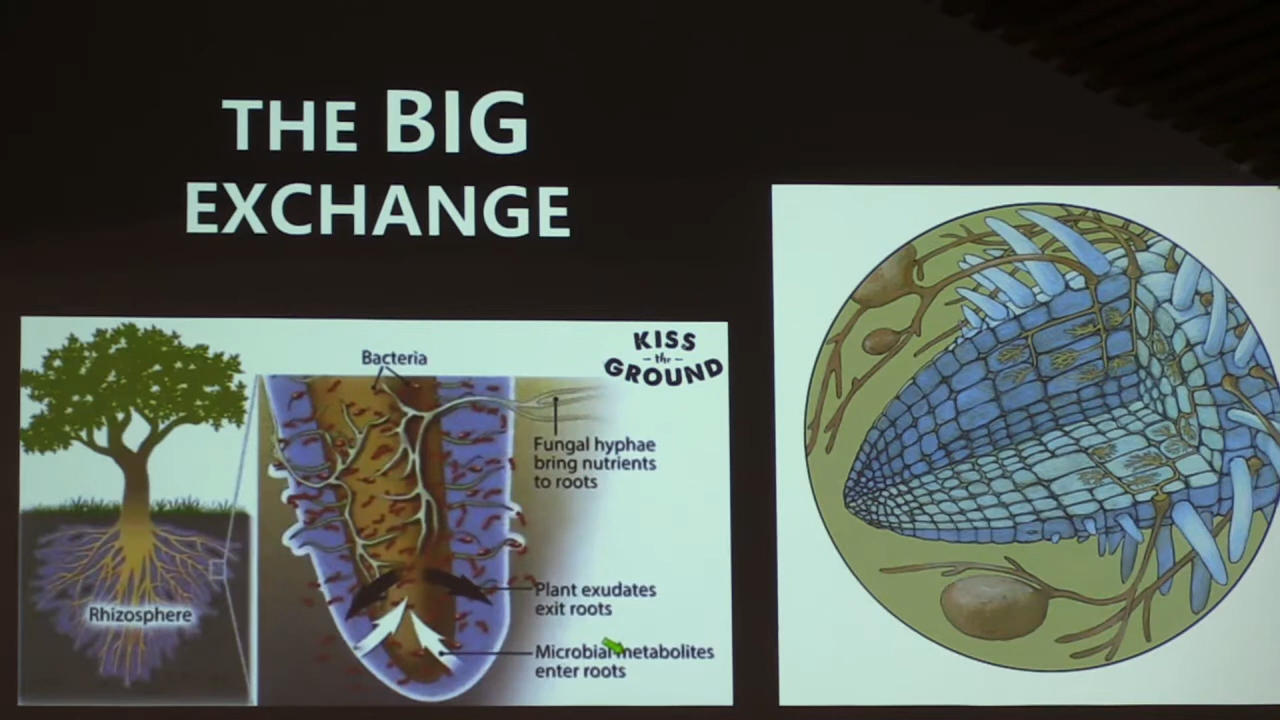 THE BIG
EXCHANGE
KISS
the
GROUND
Bacteria
Fungal hyphae
bring nutrients
to roots
Rhizosphere
Plant exudates
exit roots
Microbial metabolites
enter roots